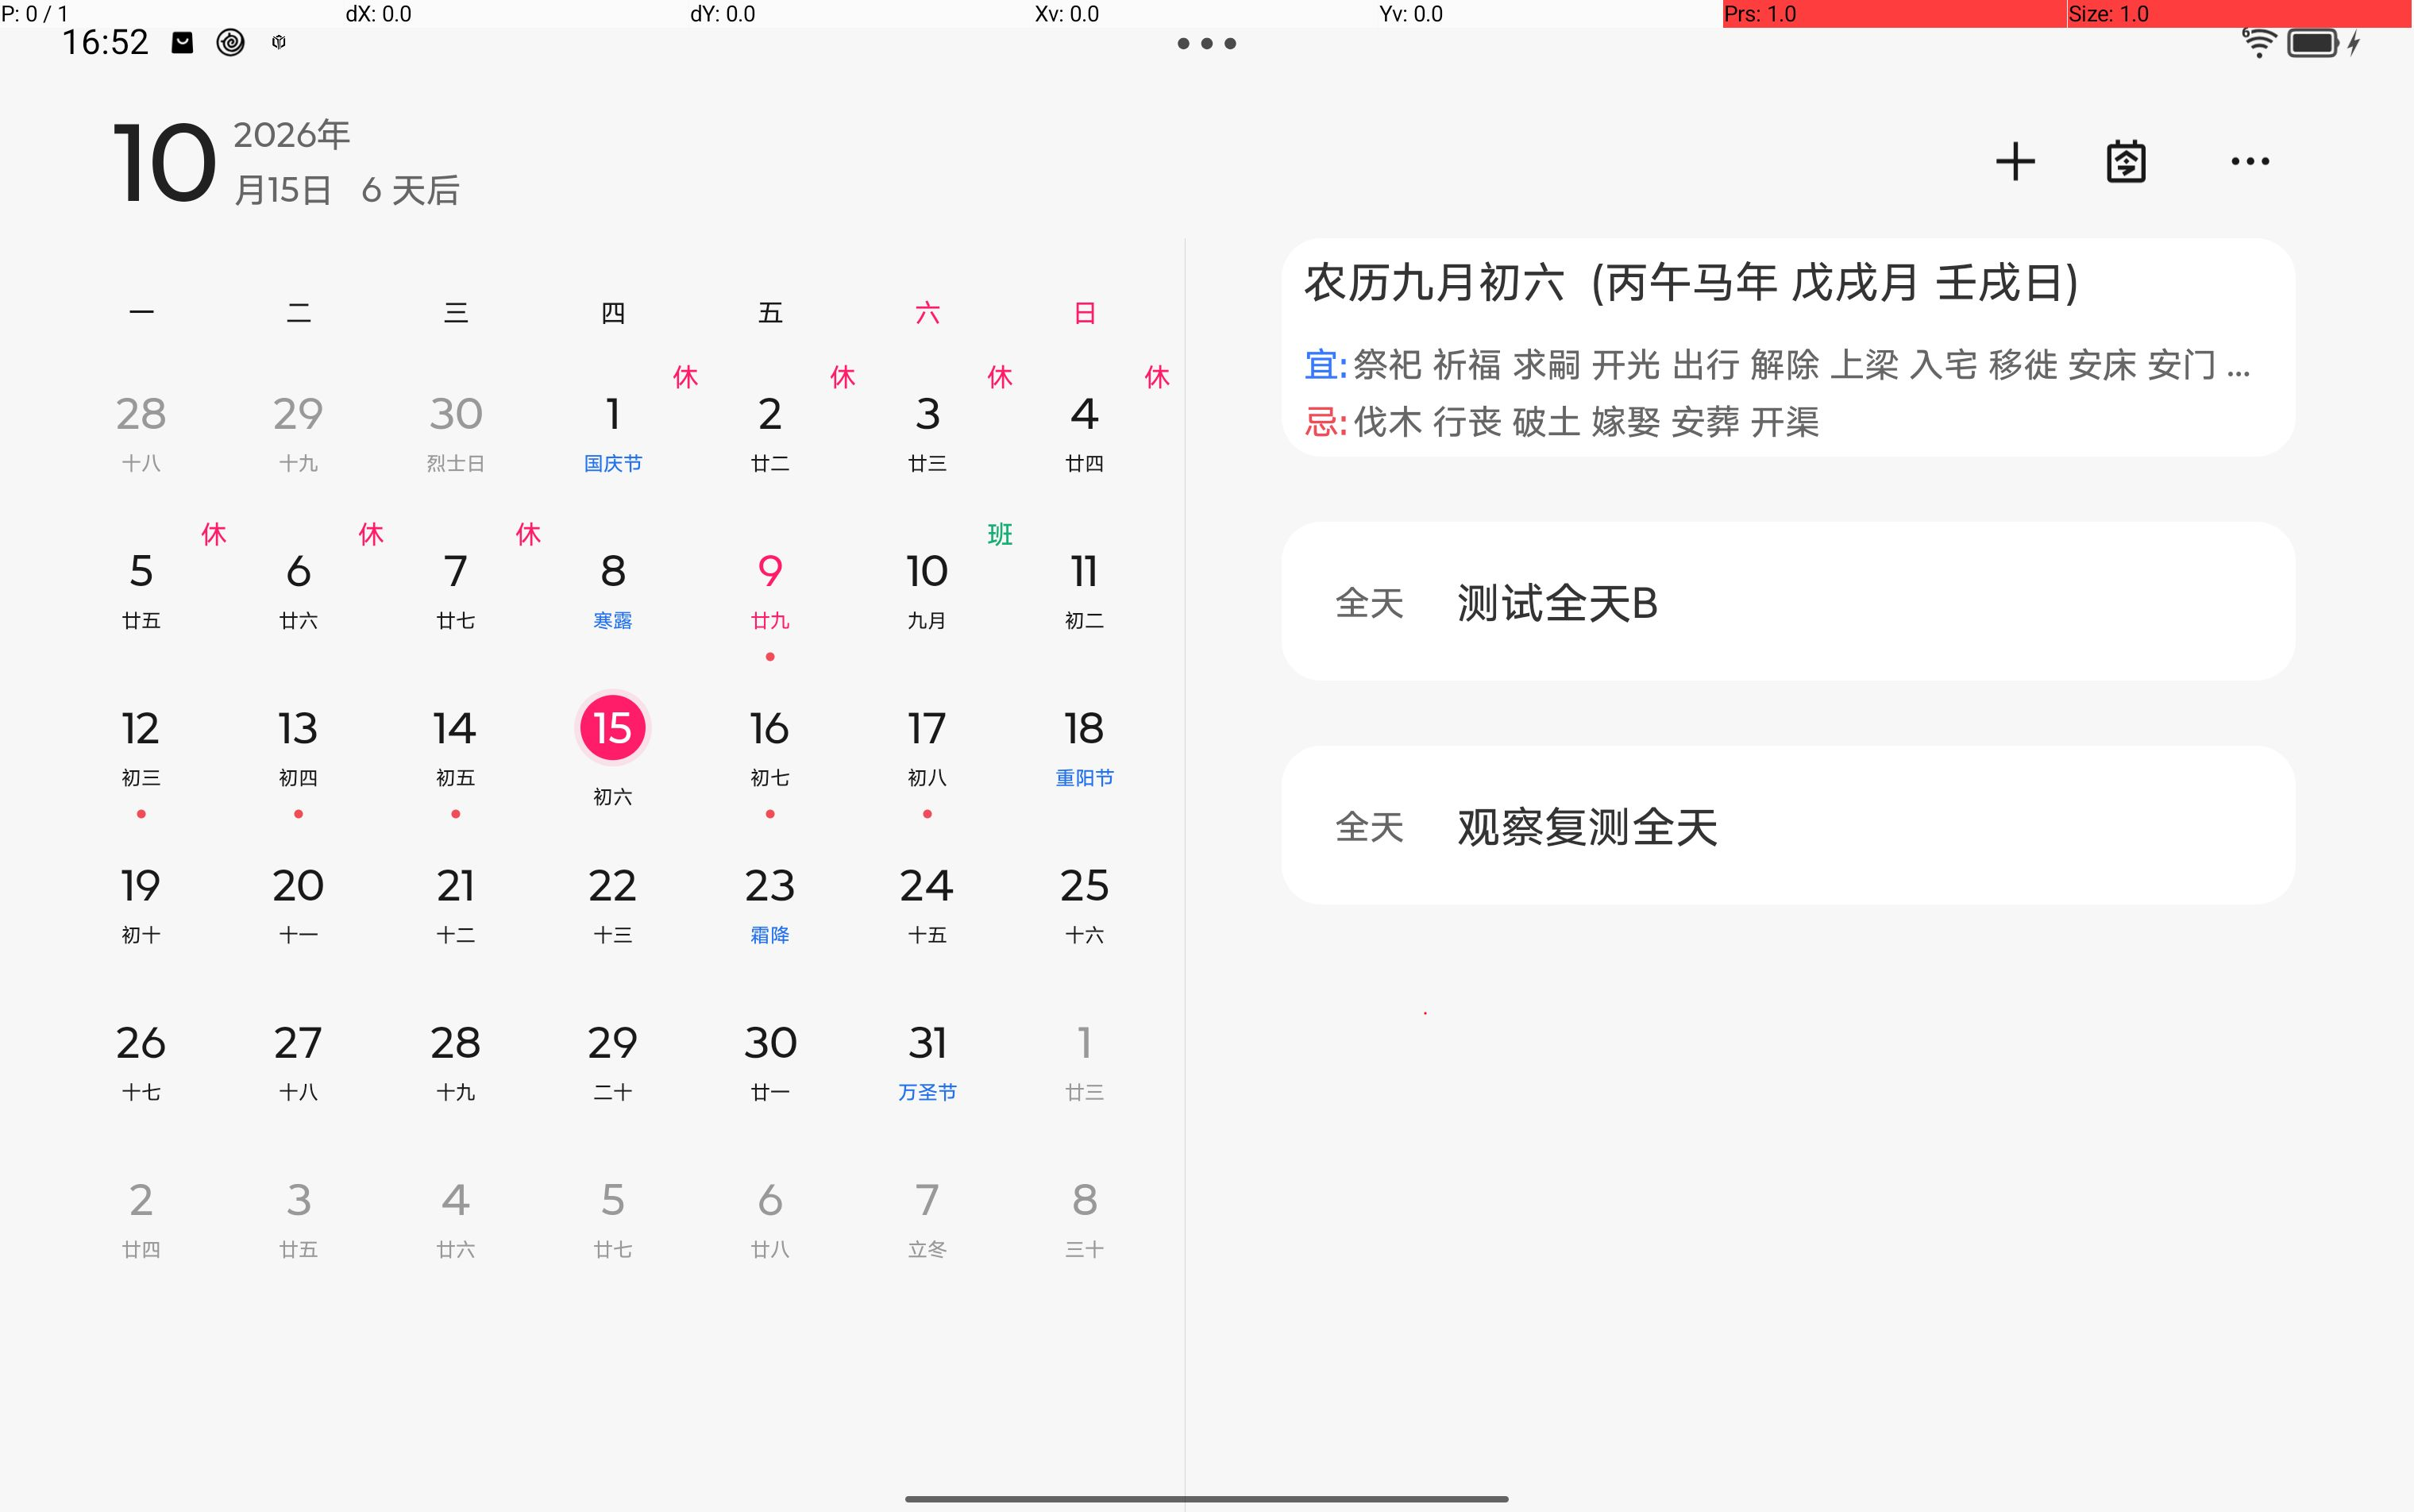 P: 0 / 1 dX: 0.0 dY: 0.0 Xv: 0.0 Yv: 0.0 Prs: 1.0 Size: 1.0
16:52
6
10 2026年
月15日 6 天后
一 二 三 四 五 六 日
休 休 休 休
28 29 30 1 2 3 4
十八 十九 烈士日 国庆节 廿二 廿三 廿四
休 休 休 班
5 6 7 8 9 10 11
廿五 廿六 廿七 寒露 廿九 九月 初二
12 13 14 15 16 17 18
初三 初四 初五 初六 初七 初八 重阳节
19 20 21 22 23 24 25
初十 十一 十二 十三 霜降 十五 十六
26 27 28 29 30 31 1
十七 十八 十九 二十 廿一 万圣节 廿三
2 3 4 5 6 7 8
廿四 廿五 廿六 廿七 廿八 立冬 三十
今
农历九月初六 (丙午马年 戊戌月 壬戌日)
宜: 祭祀 祈福 求嗣 开光 出行 解除 上梁 入宅 移徙 安床 安门 ...
忌: 伐木 行丧 破土 嫁娶 安葬 开渠
全天 测试全天B
全天 观察复测全天